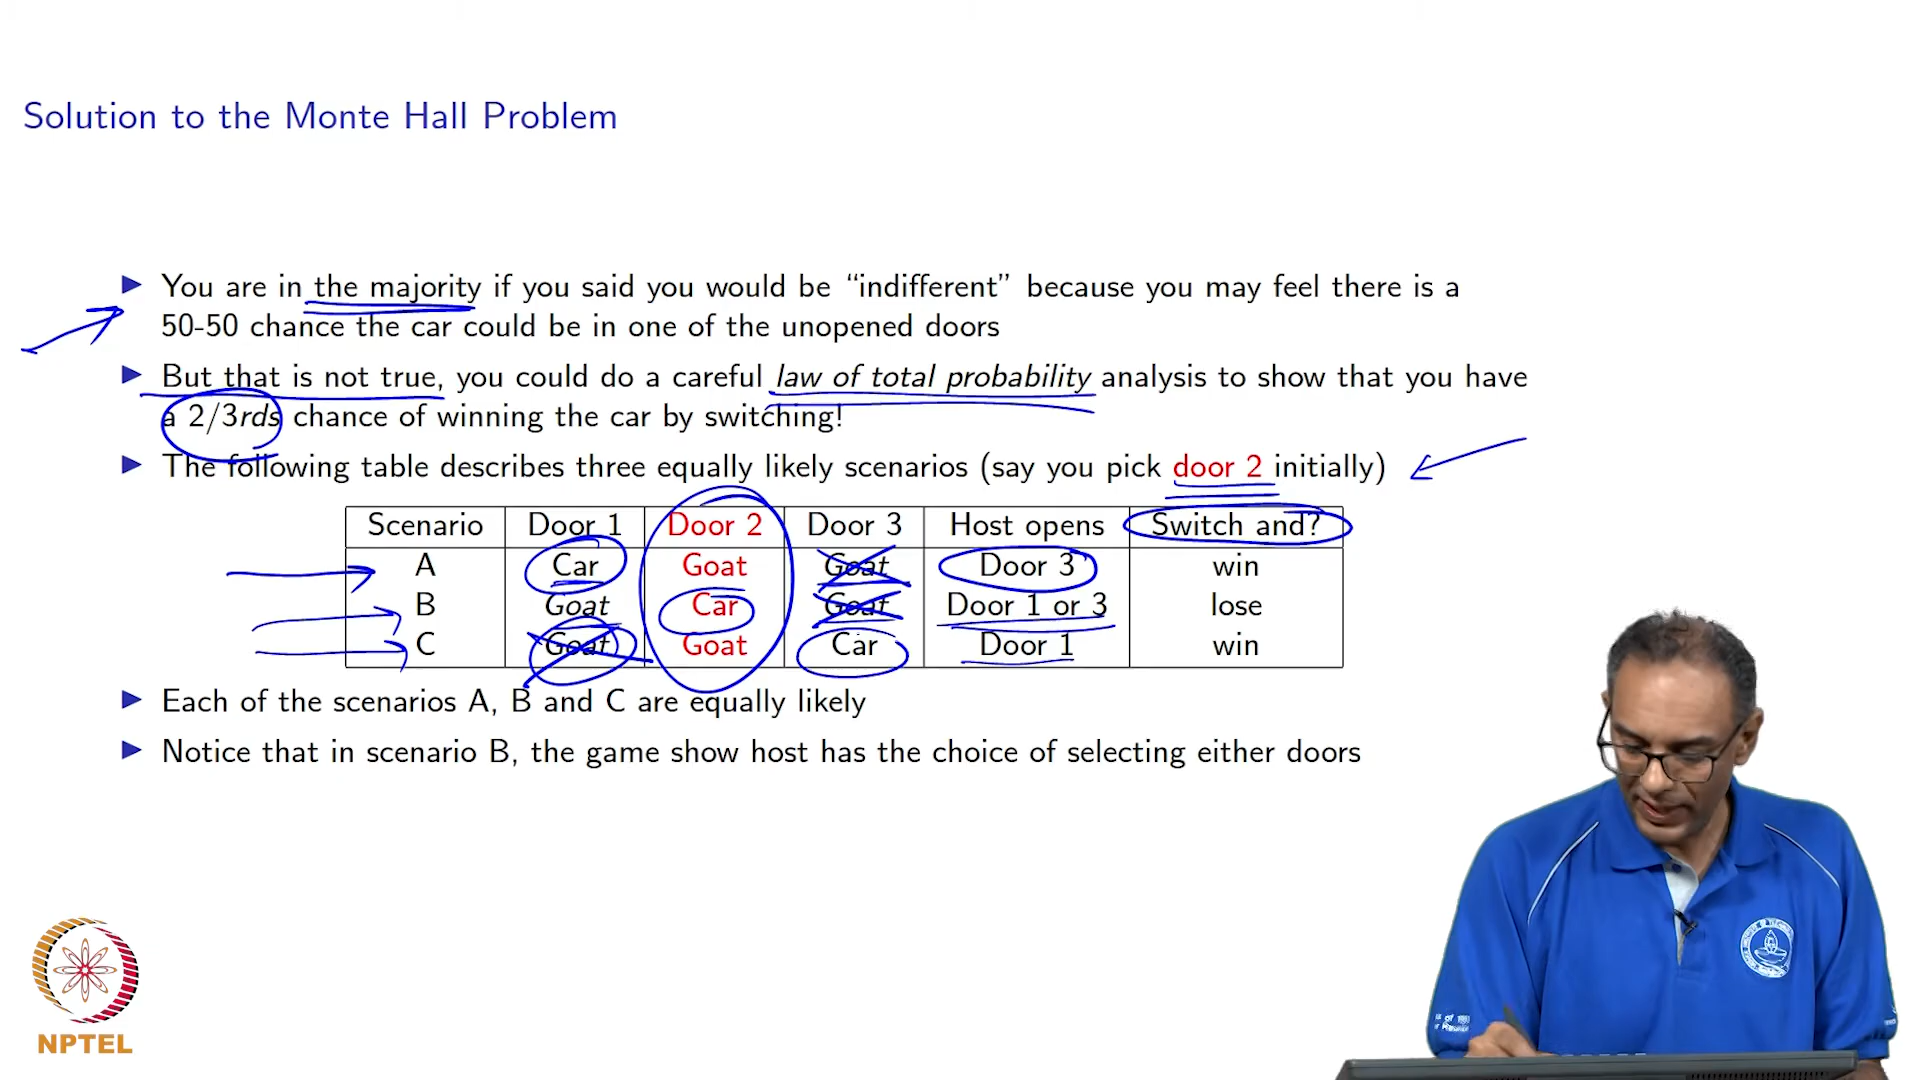 Solution to the Monte Hall Problem
You are in the majority if you said you would be “indifferent” because you may feel there is a
50-50 chance the car could be in one of the unopened doors
But that is not true, you could do a careful law of total probability analysis to show that you have
a 2/3rds chance of winning the car by switching!
The following table describes three equally likely scenarios (say you pick door 2 initially)
Scenario Door 1 Door 2 Door 3 Host opens Switch and?
A Car Goat Goat Door 3 win
B Goat Car Goat Door 1 or 3 lose
C Goat Goat Car Door 1 win
Each of the scenarios A, B and C are equally likely
Notice that in scenario B, the game show host has the choice of selecting either doors
NPTEL